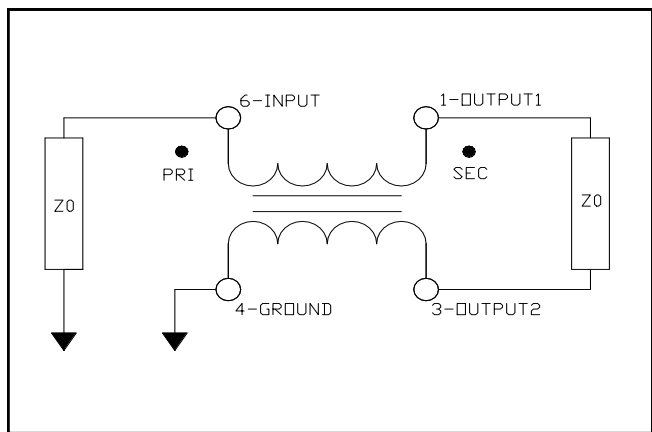 6-INPUT
1-OUTPUT1
PRI
SEC
Z0
Z0
4-GROUND
3-OUTPUT2